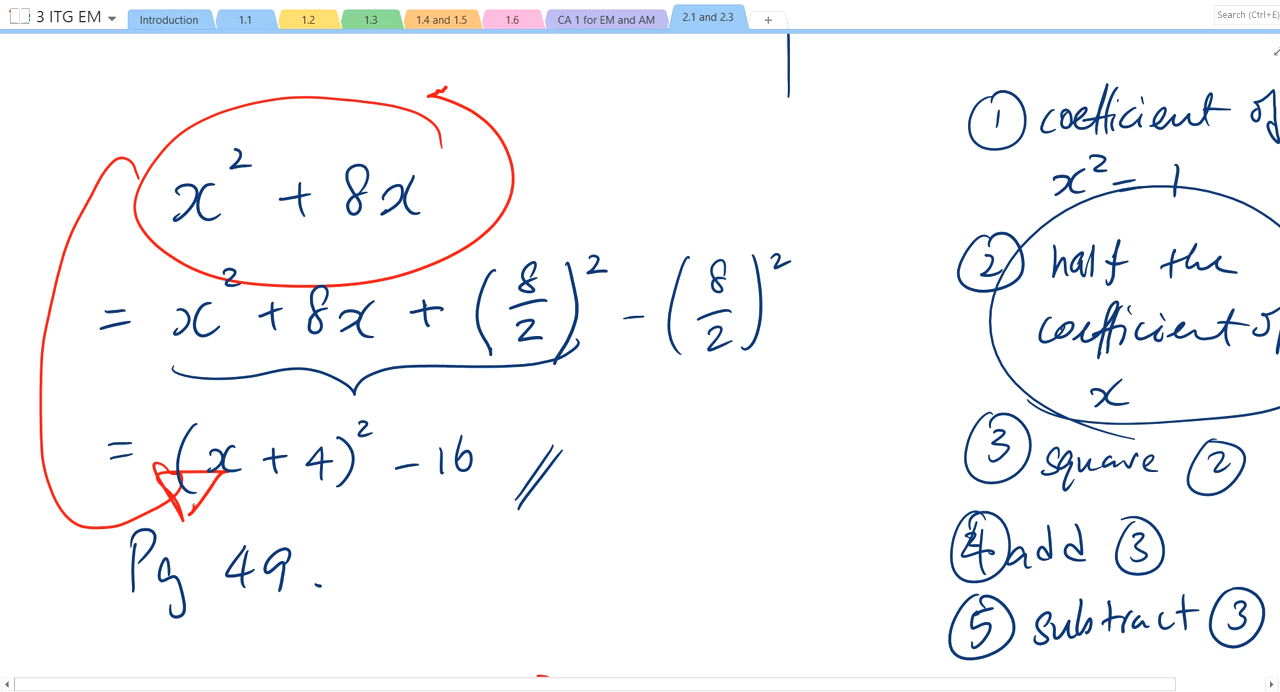 3 ITG EM
Introduction 1.1 1.2 1.3 1.4 and 1.5 1.6 CA 1 for EM and AM 2.1 and 2.3 +
Search (Ctrl+E)
x² + 8x
= x² + 8x + (8/2)² - (8/2)²
= (x + 4)² - 16 //
Pg 49.
① coefficient of
x² = 1
② half the
coefficient of
x
③ square ②
④ add ③
⑤ substract ③